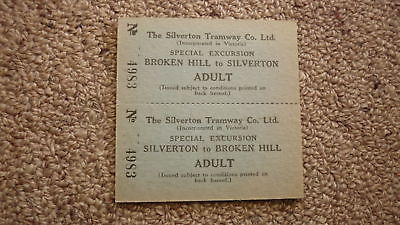 The Silverton Tramway Co. Ltd.
(Incorporated in Victoria)
SPECIAL EXCURSION
BROKEN HILL to SILVERTON
ADULT
(Issued subject to conditions printed on
back hereof.)
No 4983
The Silverton Tramway Co. Ltd.
(Incorporated in Victoria)
SPECIAL EXCURSION
SILVERTON to BROKEN HILL
ADULT
(Issued subject to conditions printed on
back hereof.)
No 4983